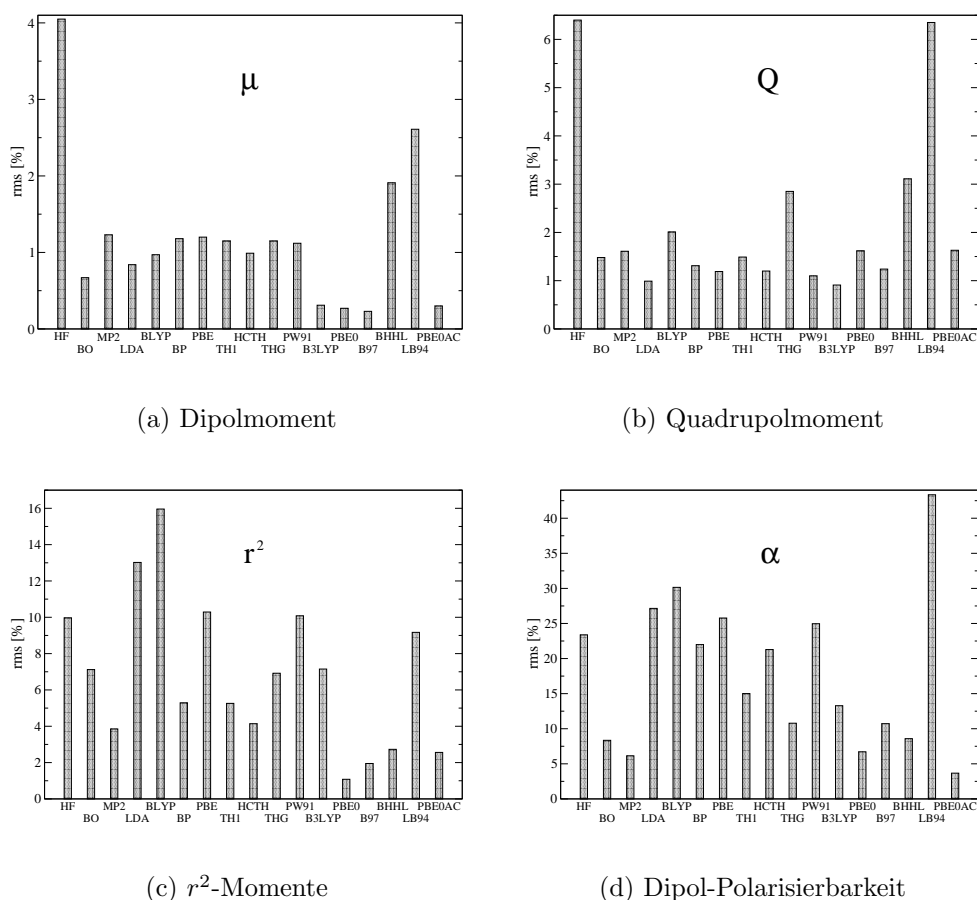 4
3
2
1
0
rms [%]
μ
HF MP2 BLYP PBE HCTH PW91 PBE0 BHHL PBE0AC
BO LDA BP TH1 THG B3LYP B97 LB94
(a) Dipolmoment
6
5
4
3
2
1
0
rms [%]
Q
HF MP2 BLYP PBE HCTH PW91 PBE0 BHHL PBE0AC
BO LDA BP TH1 THG B3LYP B97 LB94
(b) Quadrupolmoment
16
14
12
10
8
6
4
2
0
rms [%]
r²
HF MP2 BLYP PBE HCTH PW91 PBE0 BHHL PBE0AC
BO LDA BP TH1 THG B3LYP B97 LB94
(c) r²-Momente
40
35
30
25
20
15
10
5
0
rms [%]
α
HF MP2 BLYP PBE HCTH PW91 PBE0 BHHL PBE0AC
BO LDA BP TH1 THG B3LYP B97 LB94
(d) Dipol-Polarisierbarkeit